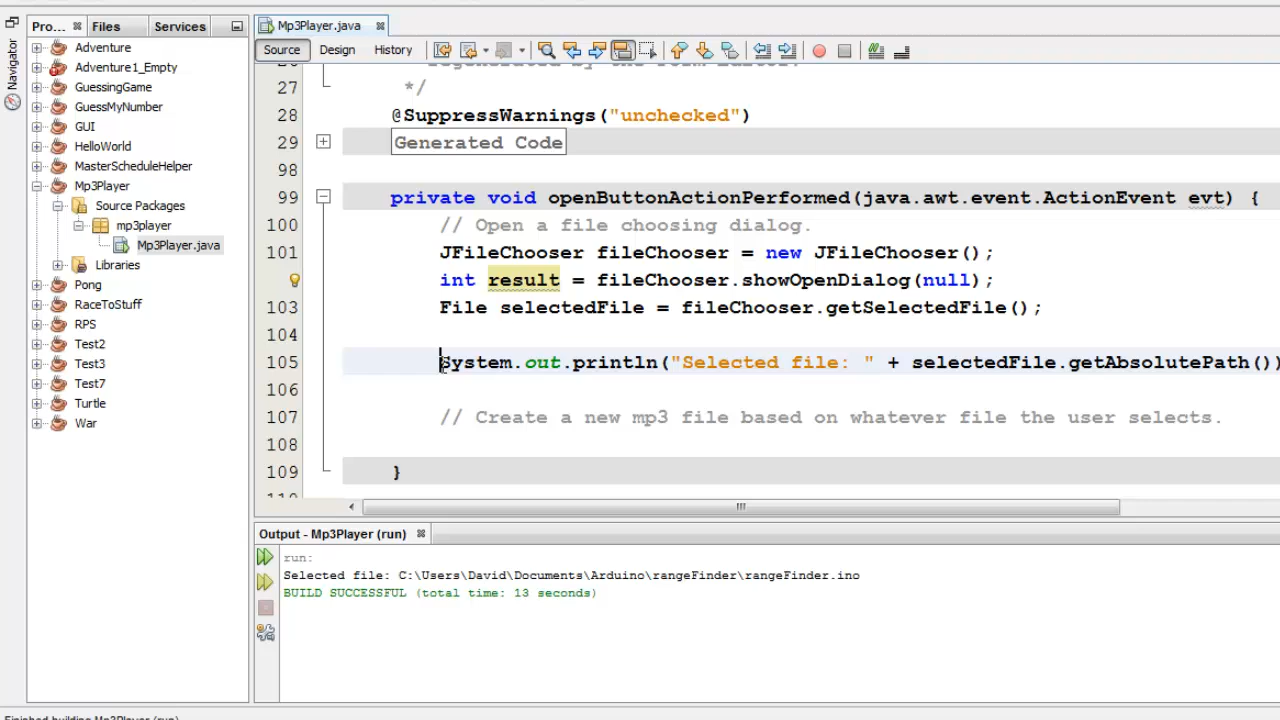 Navigator
Pro...
Files
Services
Adventure
Adventure1_Empty
GuessingGame
GuessMyNumber
GUI
HelloWorld
MasterScheduleHelper
Mp3Player
Source Packages
mp3player
Mp3Player.java
Libraries
Pong
RaceToStuff
RPS
Test2
Test3
Test7
Turtle
War
Mp3Player.java
Source Design History
27 */
28 @SuppressWarnings("unchecked")
29 Generated Code
98
99 private void openButtonActionPerformed(java.awt.event.ActionEvent evt) {
100 // Open a file choosing dialog.
101 JFileChooser fileChooser = new JFileChooser();
int result = fileChooser.showOpenDialog(null);
103 File selectedFile = fileChooser.getSelectedFile();
104
105 System.out.println("Selected file: " + selectedFile.getAbsolutePath())
106
107 // Create a new mp3 file based on whatever file the user selects.
108
109 }
Output - Mp3Player (run)
run:
Selected file: C:\Users\David\Documents\Arduino\rangeFinder\rangeFinder.ino
BUILD SUCCESSFUL (total time: 13 seconds)
Finished building Mp3Player (run)